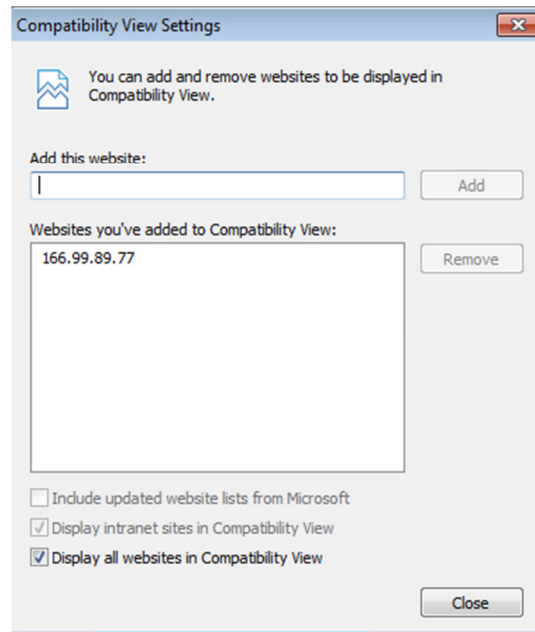 Compatibility View Settings
You can add and remove websites to be displayed in
Compatibility View.
Add this website:
Add
Websites you've added to Compatibility View:
166.99.89.77
Remove
Include updated website lists from Microsoft
Display intranet sites in Compatibility View
Display all websites in Compatibility View
Close